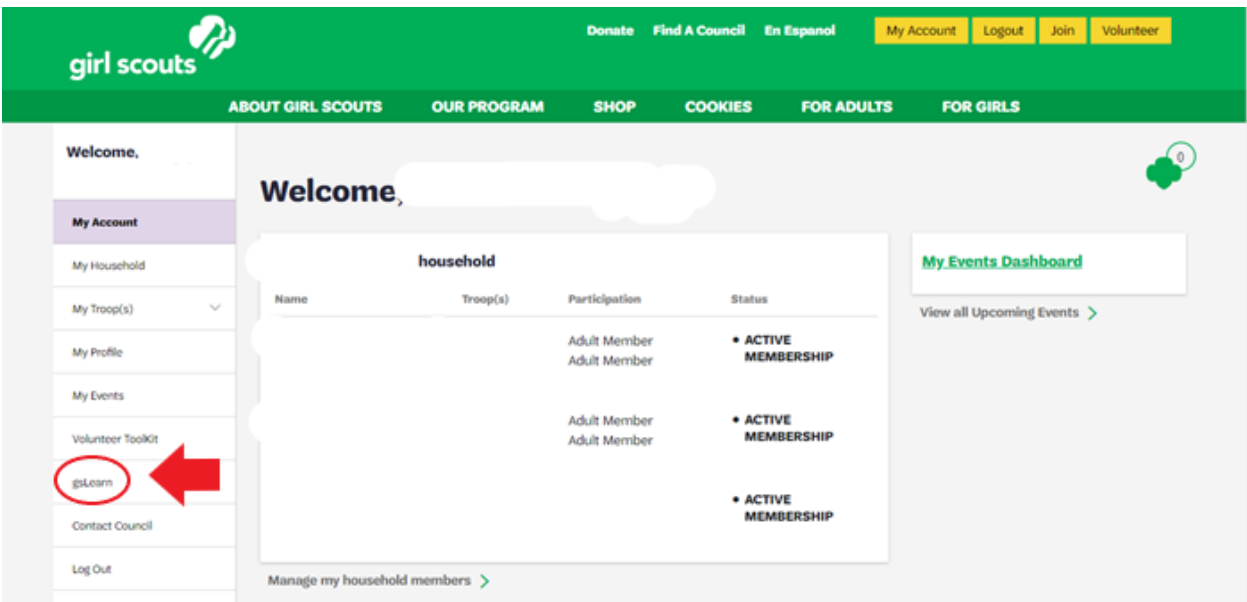 girl scouts
Donate Find A Council En Espanol My Account Logout Join Volunteer
ABOUT GIRL SCOUTS OUR PROGRAM SHOP COOKIES FOR ADULTS FOR GIRLS
Welcome,
My Account
My Household
My Troop(s)
My Profile
My Events
Volunteer ToolKit
gsLearn
Contact Council
Log Out
Welcome,
household
Name Troop(s) Participation Status
Adult Member
Adult Member
• ACTIVE
MEMBERSHIP
Adult Member
Adult Member
• ACTIVE
MEMBERSHIP
• ACTIVE
MEMBERSHIP
Manage my household members >
0
My Events Dashboard
View all Upcoming Events >